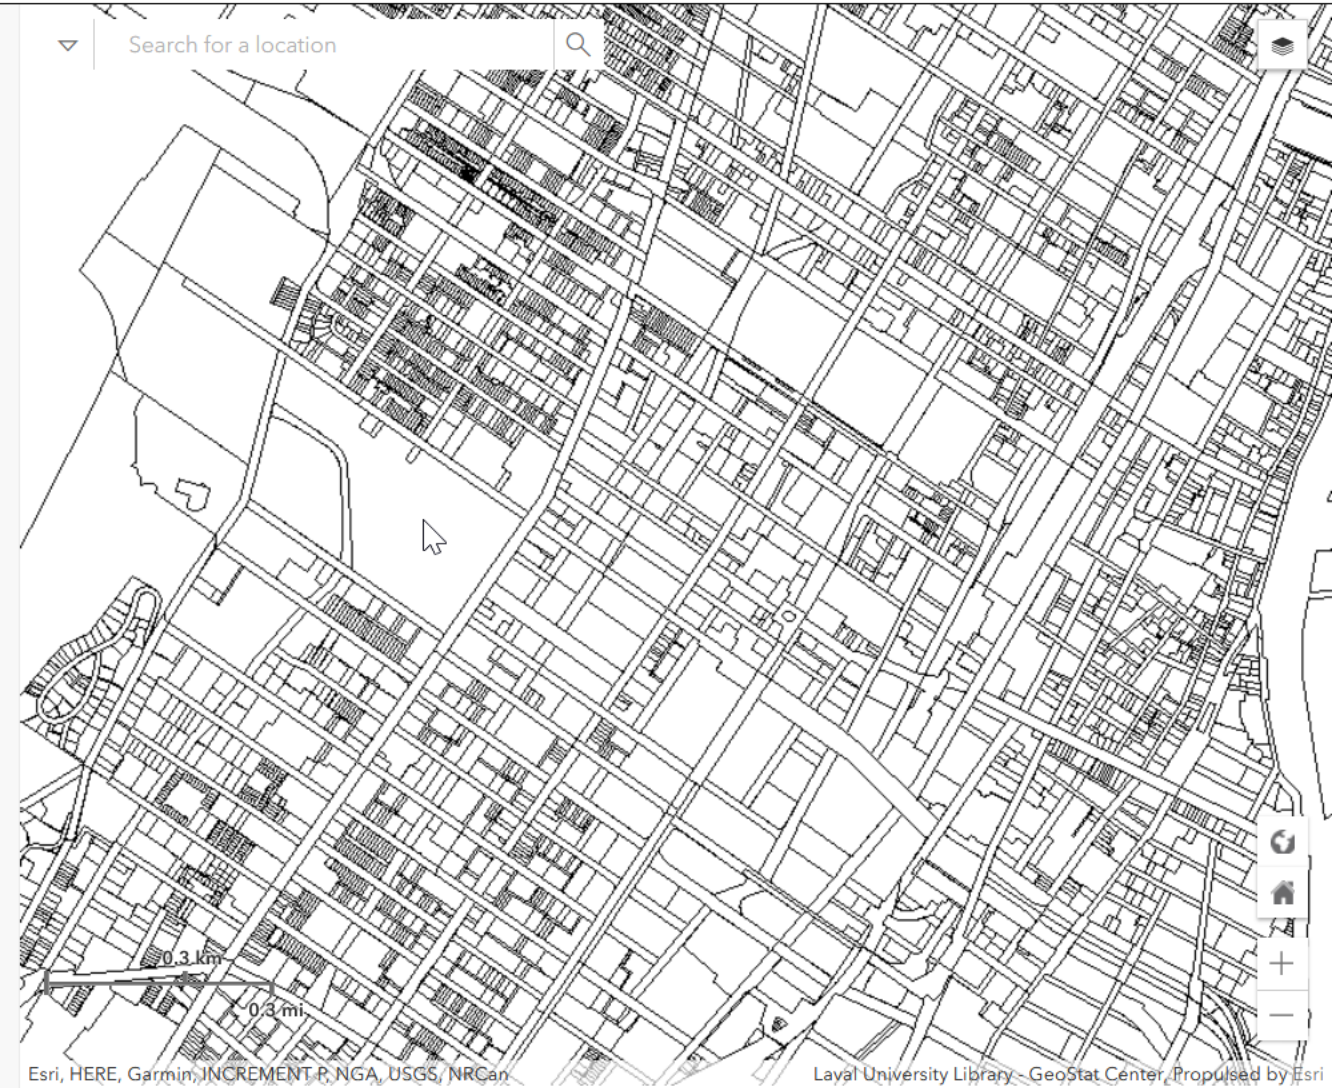 Search for a location
0.3 km
0.3 mi
Esri, HERE, Garmin, INCREMENT P, NGA, USGS, NRCan
Laval University Library - GeoStat Center, Propulsed by Esri